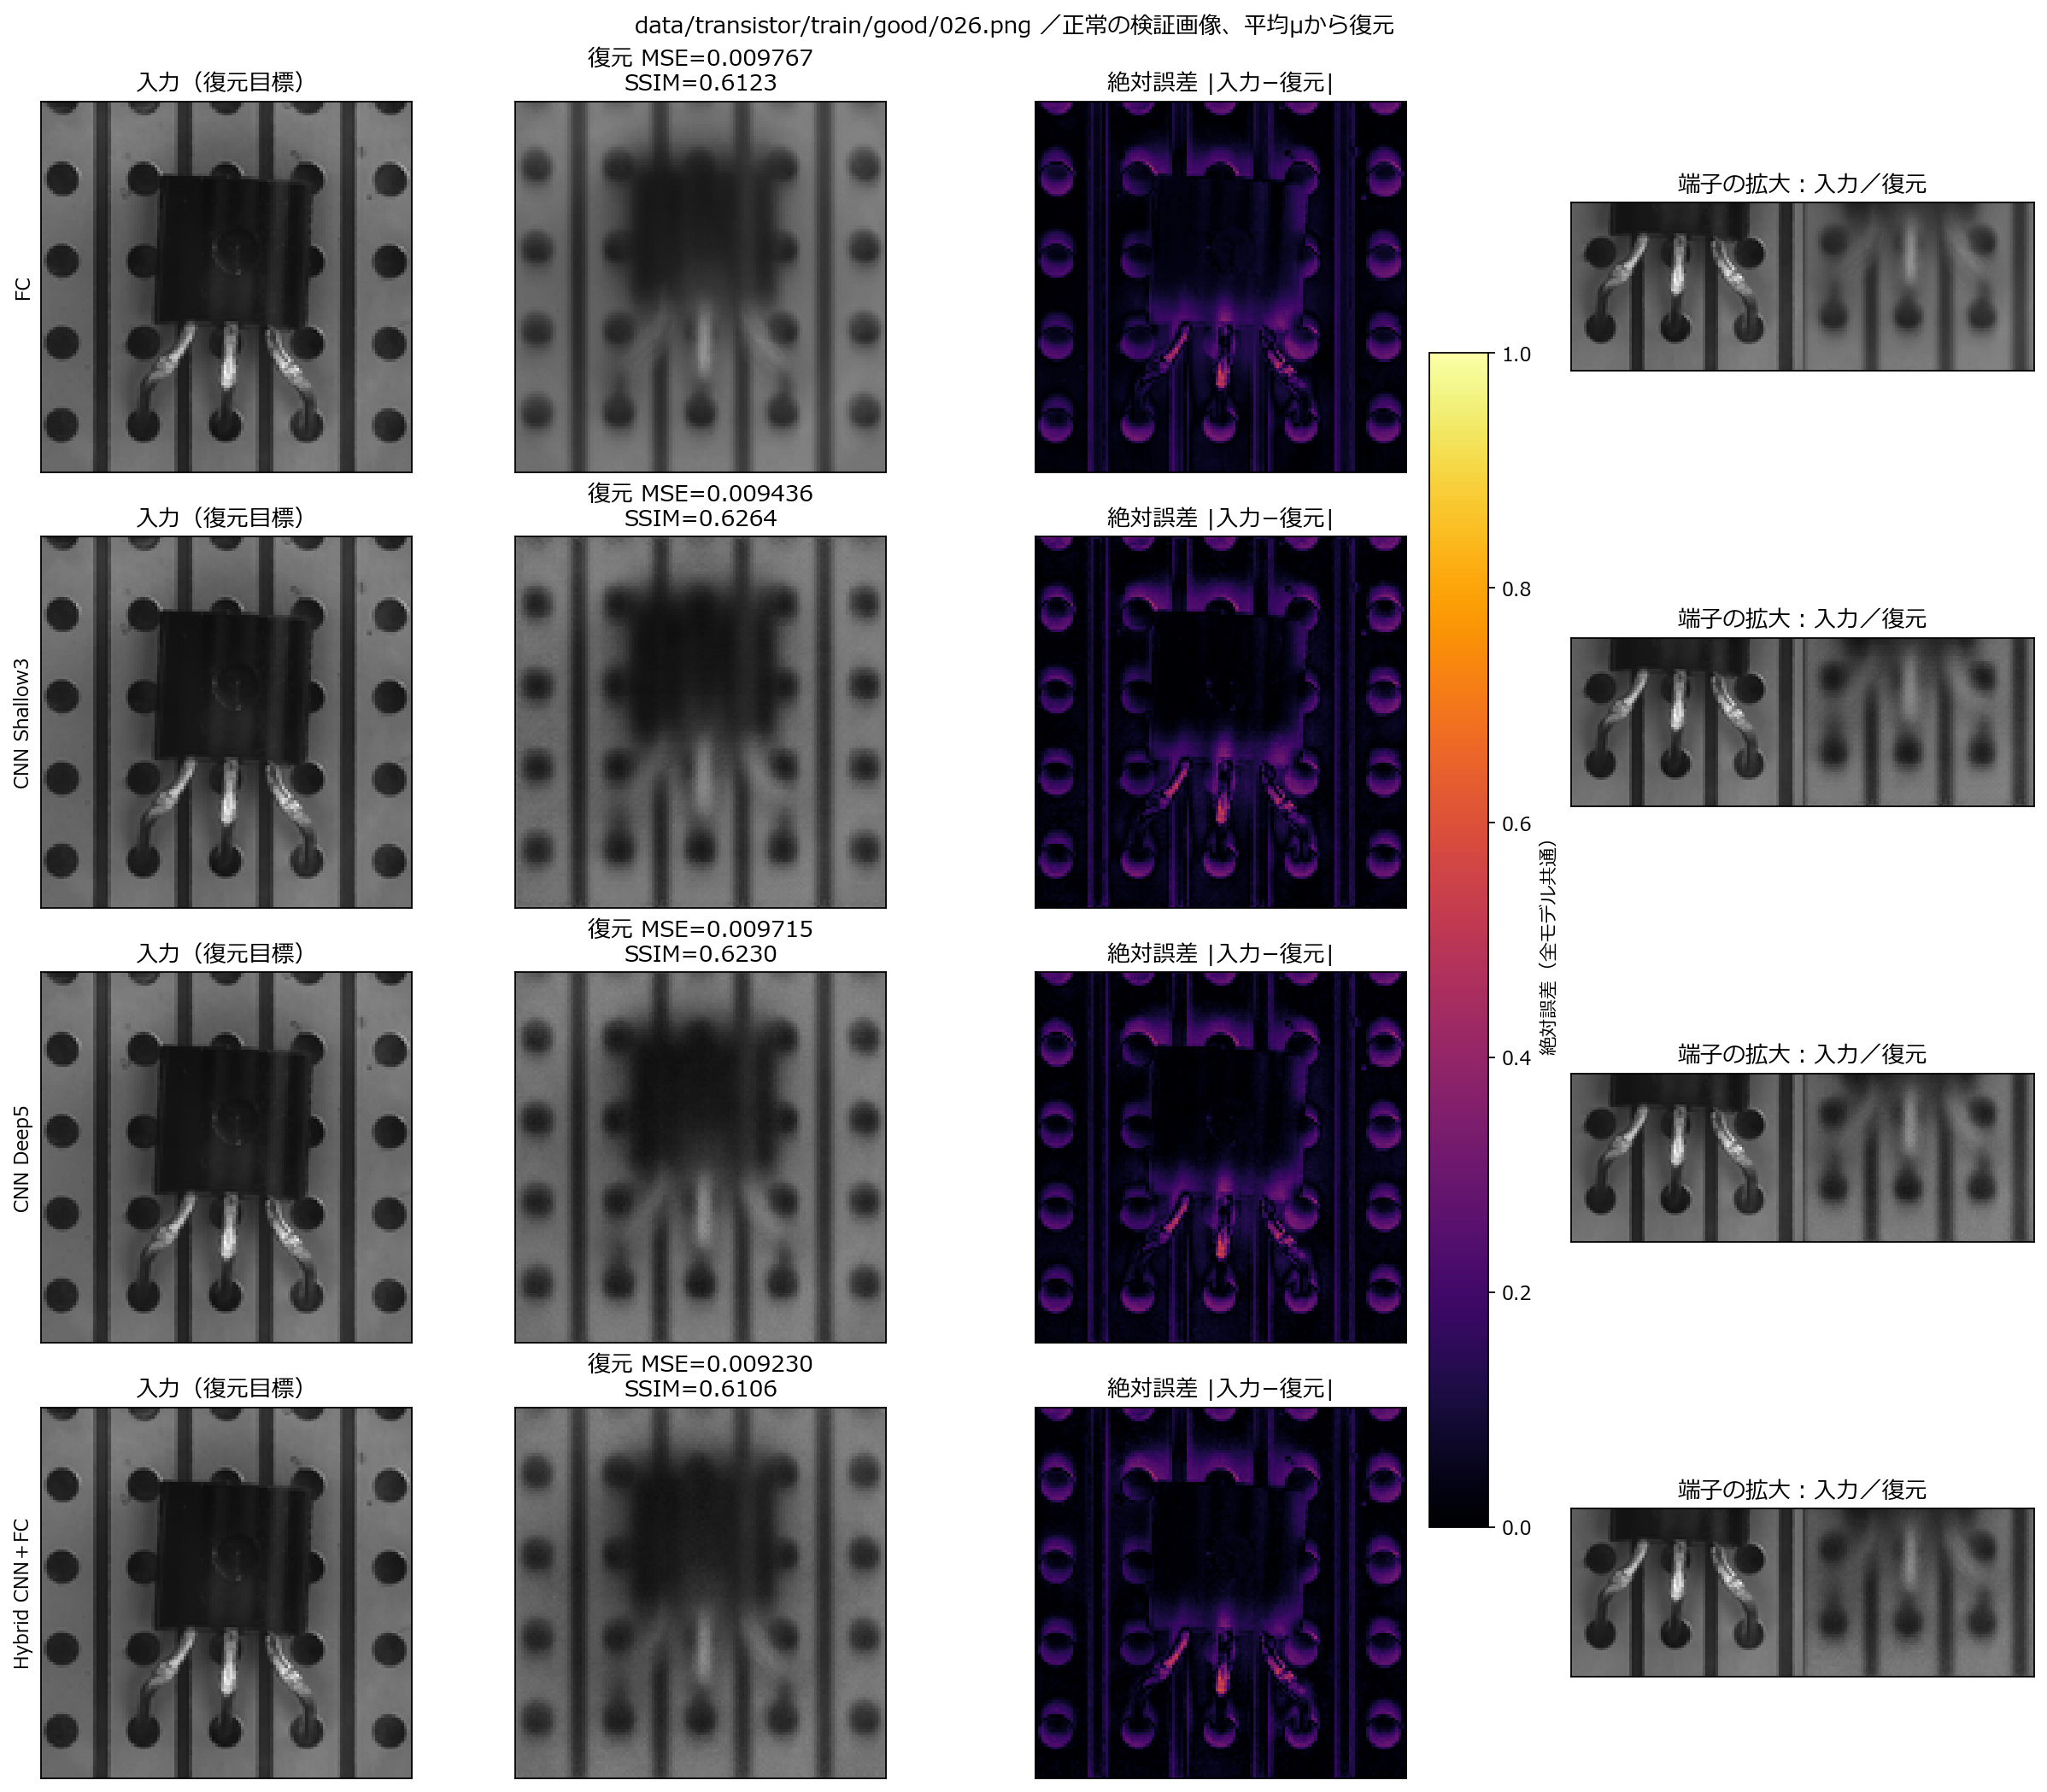 data/transistor/train/good/026.png ／正常の検証画像、平均μから復元
入力（復元目標）
復元 MSE=0.009767
SSIM=0.6123
絶対誤差 |入力−復元|
端子の拡大：入力／復元
FC
入力（復元目標）
復元 MSE=0.009436
SSIM=0.6264
絶対誤差 |入力−復元|
端子の拡大：入力／復元
CNN Shallow3
入力（復元目標）
復元 MSE=0.009715
SSIM=0.6230
絶対誤差 |入力−復元|
端子の拡大：入力／復元
CNN Deep5
入力（復元目標）
復元 MSE=0.009230
SSIM=0.6106
絶対誤差 |入力−復元|
端子の拡大：入力／復元
Hybrid CNN+FC
1.0
0.8
0.6
0.4
0.2
0.0
絶対誤差（全モデル共通）